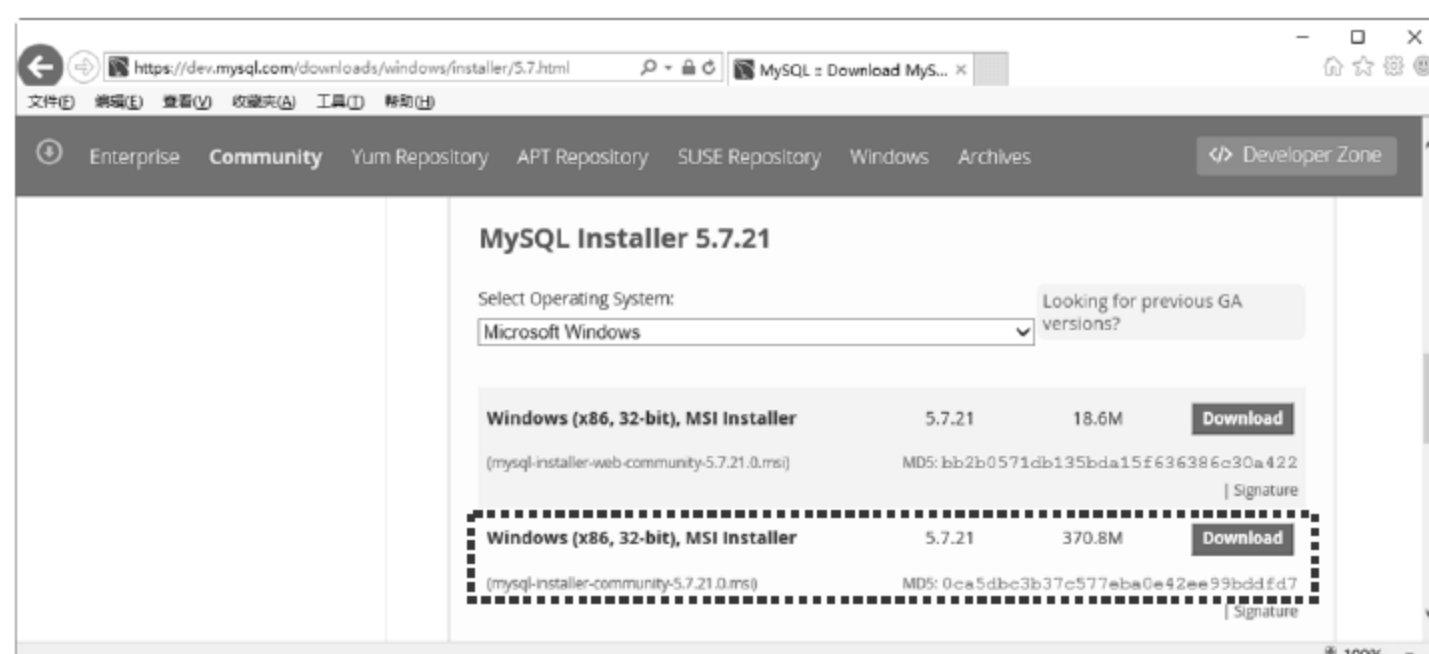 https://dev.mysql.com/downloads/windows/installer/5.7.html
MySQL :: Download MyS...
文件(F) 编辑(E) 查看(V) 收藏夹(A) 工具(T) 帮助(H)
Enterprise Community Yum Repository APT Repository SUSE Repository Windows Archives </> Developer Zone
MySQL Installer 5.7.21
Select Operating System:
Looking for previous GA versions?
Microsoft Windows
Windows (x86, 32-bit), MSI Installer 5.7.21 18.6M Download
(mysql-installer-web-community-5.7.21.0.msi) MD5: bb2b0571db135bda15f636386c30a422
| Signature
Windows (x86, 32-bit), MSI Installer 5.7.21 370.8M Download
(mysql-installer-community-5.7.21.0.msi) MD5: 0ca5dbc3b37c577eba0e42ee99bddfd7
| Signature
100%